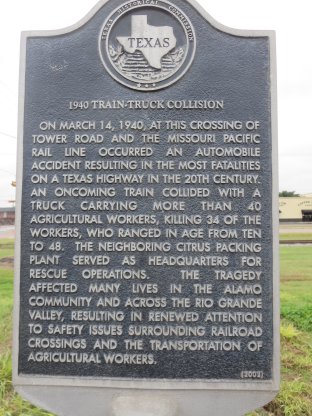 TEXAS HISTORICAL COMMISSION
TEXAS
1940 TRAIN-TRUCK COLLISION
ON MARCH 14, 1940, AT THIS CROSSING OF
TOWER ROAD AND THE MISSOURI PACIFIC
RAIL LINE OCCURRED AN AUTOMOBILE
ACCIDENT RESULTING IN THE MOST FATALITIES
ON A TEXAS HIGHWAY IN THE 20TH CENTURY.
AN ONCOMING TRAIN COLLIDED WITH A
TRUCK CARRYING MORE THAN 40
AGRICULTURAL WORKERS, KILLING 34 OF THE
WORKERS, WHO RANGED IN AGE FROM TEN
TO 48. THE NEIGHBORING CITRUS PACKING
PLANT SERVED AS HEADQUARTERS FOR
RESCUE OPERATIONS. THE TRAGEDY
AFFECTED MANY LIVES IN THE ALAMO
COMMUNITY AND ACROSS THE RIO GRANDE
VALLEY, RESULTING IN RENEWED ATTENTION
TO SAFETY ISSUES SURROUNDING RAILROAD
CROSSINGS AND THE TRANSPORTATION OF
AGRICULTURAL WORKERS.
(2002)